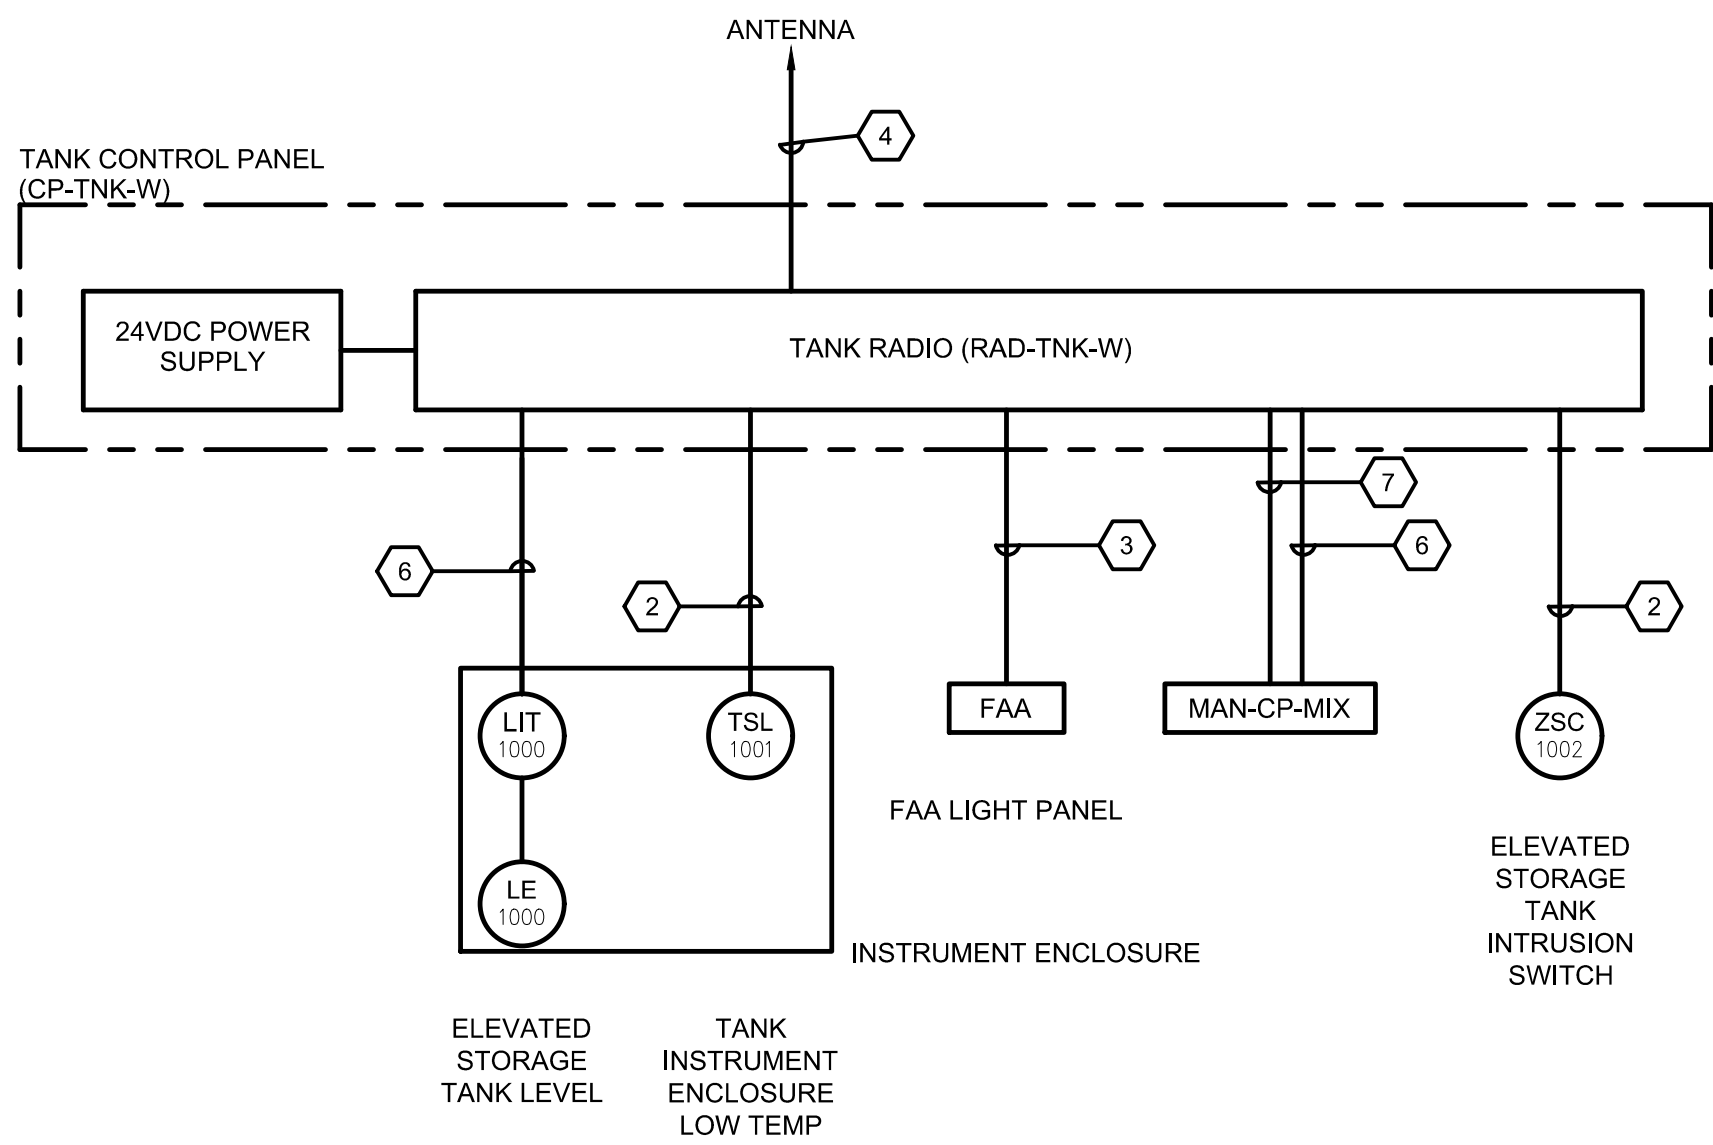 ANTENNA
4
TANK CONTROL PANEL
(CP-TNK-W)
24VDC POWER
SUPPLY
TANK RADIO (RAD-TNK-W)
7
6
3
6
2
2
LIT
1000
TSL
1001
FAA
MAN-CP-MIX
ZSC
1002
FAA LIGHT PANEL
LE
1000
INSTRUMENT ENCLOSURE
ELEVATED
STORAGE
TANK
INTRUSION
SWITCH
ELEVATED
STORAGE
TANK LEVEL
TANK
INSTRUMENT
ENCLOSURE
LOW TEMP